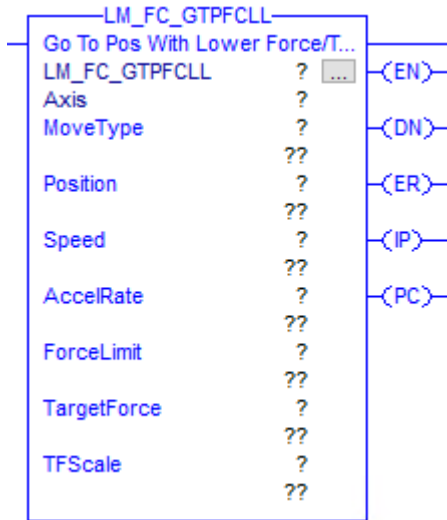 LM_FC_GTPFCLL
Go To Pos With Lower Force/T...
LM_FC_GTPFCLL ? ... (EN)
Axis ?
MoveType ? (DN)
??
Position ? (ER)
??
Speed ? (IP)
??
AccelRate ? (PC)
??
ForceLimit ?
??
TargetForce ?
??
TFScale ?
??